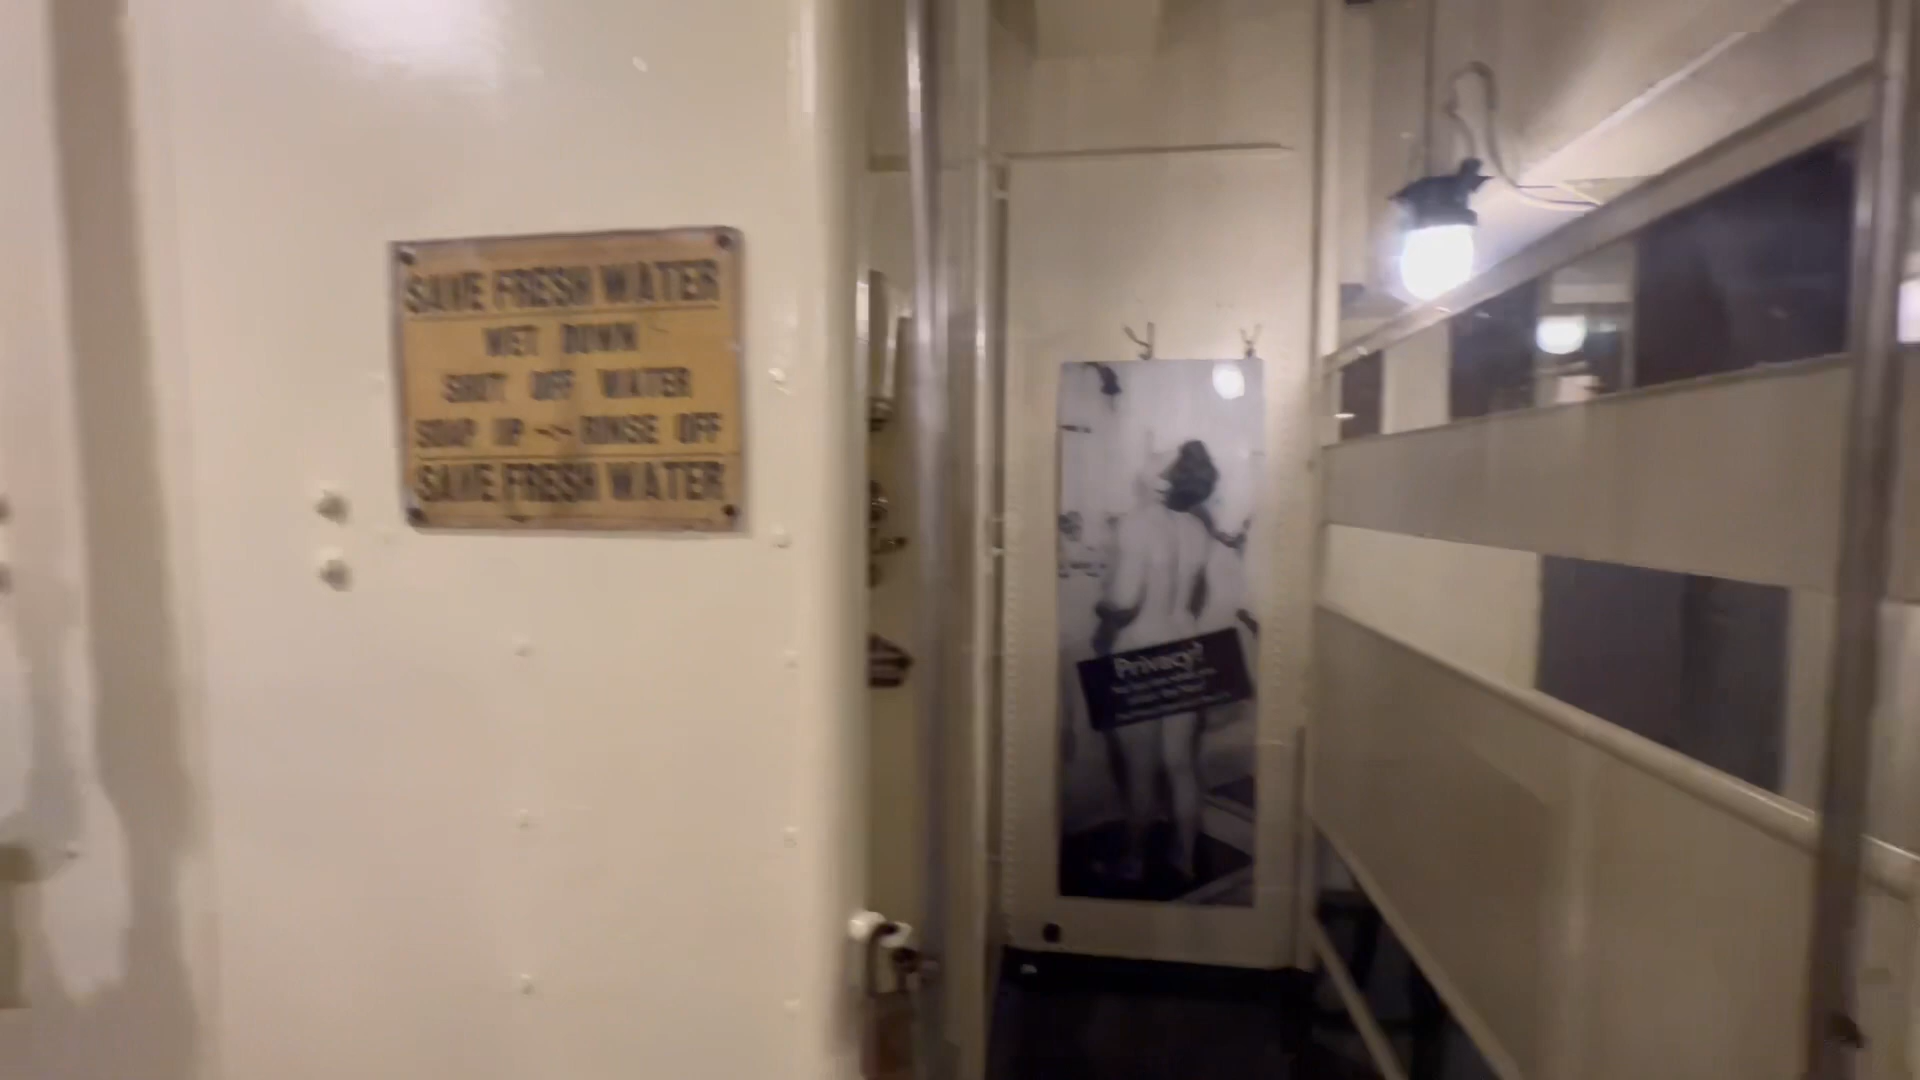 SAVE FRESH WATER
WET DOWN
SHUT OFF WATER
SOAP UP -:- RINSE OFF
SAVE FRESH WATER
Privacy?